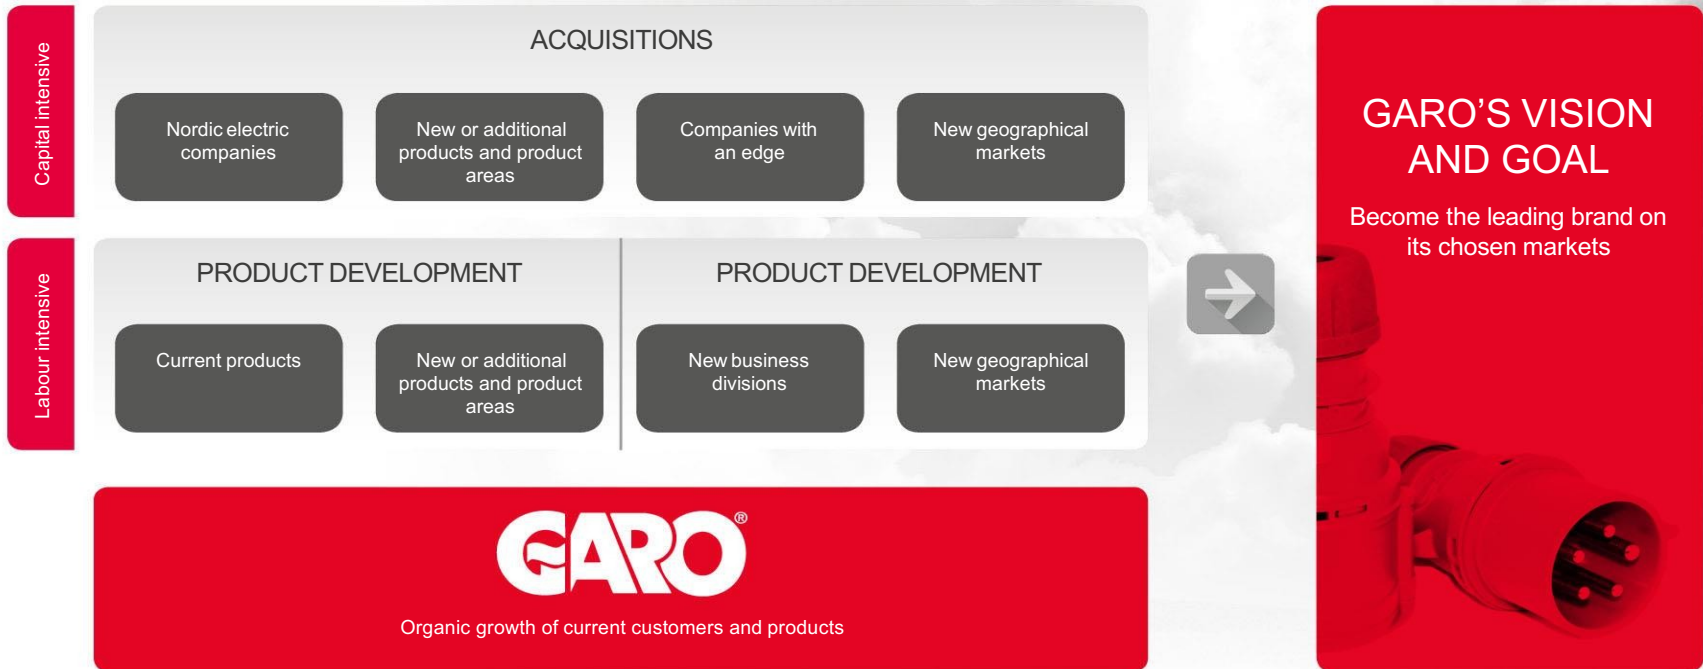 Capital intensive
ACQUISITIONS
Nordic electric
companies
New or additional
products and product
areas
Companies with
an edge
New geographical
markets
Labour intensive
PRODUCT DEVELOPMENT
Current products
New or additional
products and product
areas
PRODUCT DEVELOPMENT
New business
divisions
New geographical
markets
GARO®
Organic growth of current customers and products
GARO’S VISION
AND GOAL
Become the leading brand on
its chosen markets